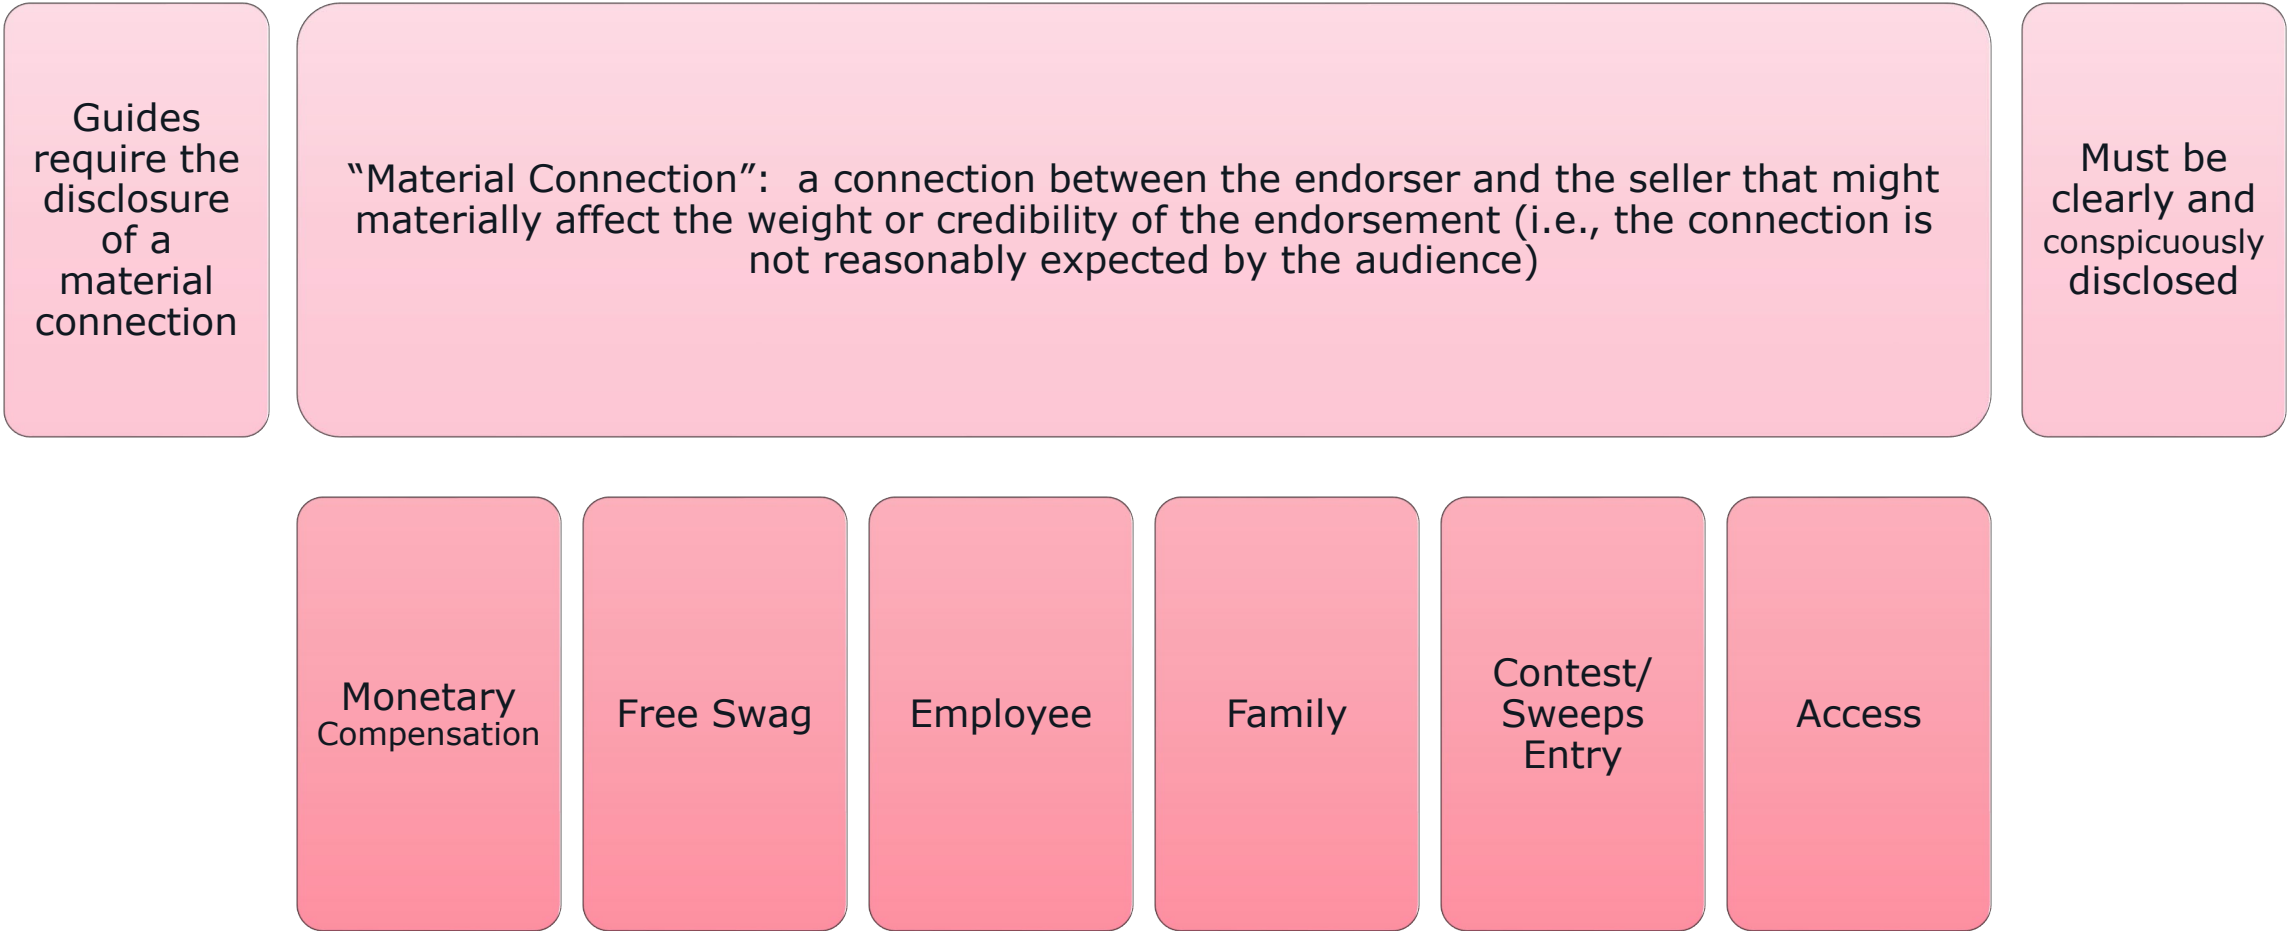 Guides
require the
disclosure
of a
material
connection
“Material Connection”:  a connection between the endorser and the seller that might
materially affect the weight or credibility of the endorsement (i.e., the connection is
not reasonably expected by the audience)
Must be
clearly and
conspicuously
disclosed
Monetary
Compensation
Free Swag
Employee
Family
Contest/
Sweeps
Entry
Access